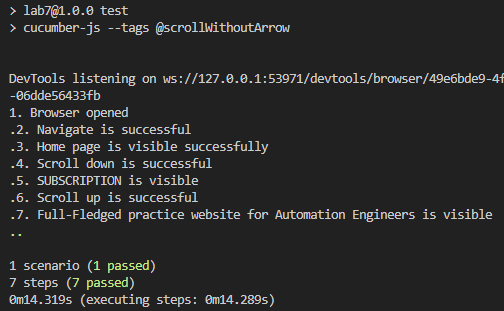 > lab7@1.0.0 test
> cucumber-js --tags @scrollWithoutArrow
DevTools listening on ws://127.0.0.1:53971/devtools/browser/49e6bde9-4f
-06dde56433fb
1. Browser opened
.2. Navigate is successful
.3. Home page is visible successfully
.4. Scroll down is successful
.5. SUBSCRIPTION is visible
.6. Scroll up is successful
.7. Full-Fledged practice website for Automation Engineers is visible
..
1 scenario (1 passed)
7 steps (7 passed)
0m14.319s (executing steps: 0m14.289s)